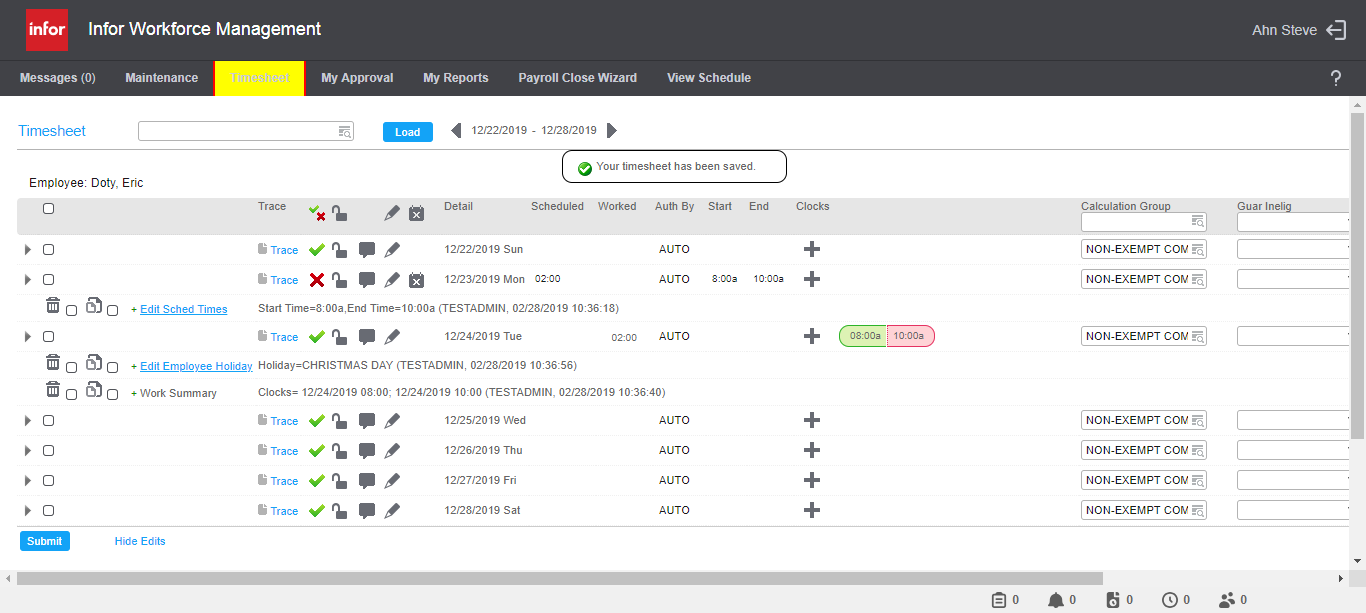 infor Infor Workforce Management Ahn Steve
Messages (0) Maintenance Timesheet My Approval My Reports Payroll Close Wizard View Schedule ?
Timesheet Load 12/22/2019 - 12/28/2019
Your timesheet has been saved.
Employee: Doty, Eric
Trace Detail Scheduled Worked Auth By Start End Clocks Calculation Group Guar Inelig
Trace 12/22/2019 Sun AUTO NON-EXEMPT COM
Trace 12/23/2019 Mon 02:00 AUTO 8:00a 10:00a NON-EXEMPT COM
+ Edit Sched Times Start Time=8:00a,End Time=10:00a (TESTADMIN, 02/28/2019 10:36:18)
Trace 12/24/2019 Tue 02:00 AUTO 08:00a 10:00a NON-EXEMPT COM
+ Edit Employee Holiday Holiday=CHRISTMAS DAY (TESTADMIN, 02/28/2019 10:36:56)
+ Work Summary Clocks= 12/24/2019 08:00; 12/24/2019 10:00 (TESTADMIN, 02/28/2019 10:36:40)
Trace 12/25/2019 Wed AUTO NON-EXEMPT COM
Trace 12/26/2019 Thu AUTO NON-EXEMPT COM
Trace 12/27/2019 Fri AUTO NON-EXEMPT COM
Trace 12/28/2019 Sat AUTO NON-EXEMPT COM
Submit Hide Edits
0 0 0 0 0